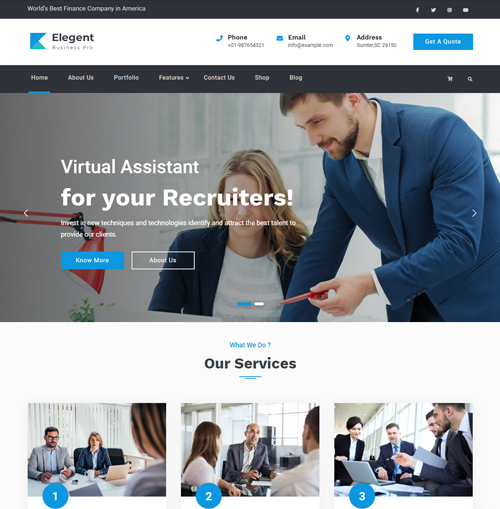 World's Best Finance Company in America
Elegent
Business Pro
Phone
+01-987654321
Email
info@example.com
Address
Sumter,SC 29150
Get A Quote
Home
About Us
Portfolio
Features
Contact Us
Shop
Blog
Virtual Assistant
for your Recruiters!
Invest in new techniques and technologies identify and attract the best talent to
provide our clients.
Know More
About Us
What We Do ?
Our Services
1
2
3